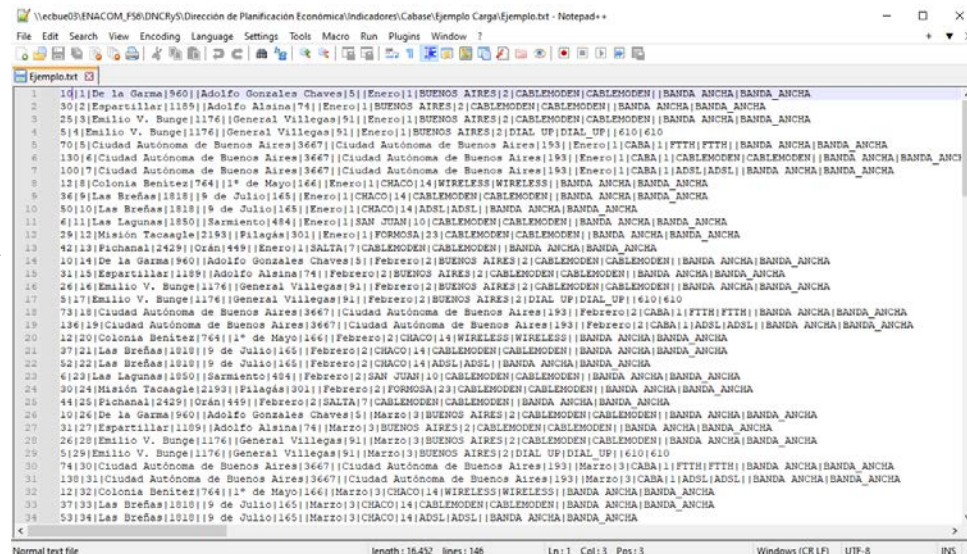 \\ecbue03\ENACOM_FS6\DNCRyS\Dirección de Planificación Económica\Indicadores\Cabase\Ejemplo Carga\Ejemplo.txt - Notepad++
File Edit Search View Encoding Language Settings Tools Macro Run Plugins Window ?
Ejemplo.txt
1 10|1|De la Garma|960||Adolfo Gonzales Chaves|5||Enero|1|BUENOS AIRES|2|CABLEMODEN|CABLEMODEN||BANDA ANCHA|BANDA_ANCHA
2 30|2|Espartillar|1189||Adolfo Alsina|74||Enero|1|BUENOS AIRES|2|CABLEMODEN|CABLEMODEN||BANDA ANCHA|BANDA_ANCHA
3 25|3|Emilio V. Bunge|1176||General Villegas|91||Enero|1|BUENOS AIRES|2|CABLEMODEN|CABLEMODEN||BANDA ANCHA|BANDA_ANCHA
4 5|4|Emilio V. Bunge|1176||General Villegas|91||Enero|1|BUENOS AIRES|2|DIAL UP|DIAL_UP||610|610
5 70|5|Ciudad Autónoma de Buenos Aires|3667||Ciudad Autónoma de Buenos Aires|193||Enero|1|CABA|1|FTTH|FTTH||BANDA ANCHA|BANDA_ANCHA
6 130|6|Ciudad Autónoma de Buenos Aires|3667||Ciudad Autónoma de Buenos Aires|193||Enero|1|CABA|1|CABLEMODEN|CABLEMODEN||BANDA ANCHA|BANDA_ANCH
7 100|7|Ciudad Autónoma de Buenos Aires|3667||Ciudad Autónoma de Buenos Aires|193||Enero|1|CABA|1|ADSL|ADSL||BANDA ANCHA|BANDA_ANCHA
8 12|8|Colonia Benitez|764||1° de Mayo|166||Enero|1|CHACO|14|WIRELESS|WIRELESS||BANDA ANCHA|BANDA_ANCHA
9 36|9|Las Breñas|1818||9 de Julio|165||Enero|1|CHACO|14|CABLEMODEN|CABLEMODEN||BANDA ANCHA|BANDA_ANCHA
10 50|10|Las Breñas|1818||9 de Julio|165||Enero|1|CHACO|14|ADSL|ADSL||BANDA ANCHA|BANDA_ANCHA
11 6|11|Las Lagunas|1850||Sarmiento|484||Enero|1|SAN JUAN|10|CABLEMODEN|CABLEMODEN||BANDA ANCHA|BANDA_ANCHA
12 29|12|Misión Tacaagle|2193||Pilagás|301||Enero|1|FORMOSA|23|CABLEMODEN|CABLEMODEN||BANDA ANCHA|BANDA_ANCHA
13 42|13|Pichanal|2429||Orán|449||Enero|1|SALTA|7|CABLEMODEN|CABLEMODEN||BANDA ANCHA|BANDA_ANCHA
14 10|14|De la Garma|960||Adolfo Gonzales Chaves|5||Febrero|2|BUENOS AIRES|2|CABLEMODEN|CABLEMODEN||BANDA ANCHA|BANDA_ANCHA
15 31|15|Espartillar|1189||Adolfo Alsina|74||Febrero|2|BUENOS AIRES|2|CABLEMODEN|CABLEMODEN||BANDA ANCHA|BANDA_ANCHA
16 26|16|Emilio V. Bunge|1176||General Villegas|91||Febrero|2|BUENOS AIRES|2|CABLEMODEN|CABLEMODEN||BANDA ANCHA|BANDA_ANCHA
17 5|17|Emilio V. Bunge|1176||General Villegas|91||Febrero|2|BUENOS AIRES|2|DIAL UP|DIAL_UP||610|610
18 73|18|Ciudad Autónoma de Buenos Aires|3667||Ciudad Autónoma de Buenos Aires|193||Febrero|2|CABA|1|FTTH|FTTH||BANDA ANCHA|BANDA_ANCHA
19 136|19|Ciudad Autónoma de Buenos Aires|3667||Ciudad Autónoma de Buenos Aires|193||Febrero|2|CABA|1|ADSL|ADSL||BANDA ANCHA|BANDA_ANCHA
20 12|20|Colonia Benitez|764||1° de Mayo|166||Febrero|2|CHACO|14|WIRELESS|WIRELESS||BANDA ANCHA|BANDA_ANCHA
21 37|21|Las Breñas|1818||9 de Julio|165||Febrero|2|CHACO|14|CABLEMODEN|CABLEMODEN||BANDA ANCHA|BANDA_ANCHA
22 52|22|Las Breñas|1818||9 de Julio|165||Febrero|2|CHACO|14|ADSL|ADSL||BANDA ANCHA|BANDA_ANCHA
23 6|23|Las Lagunas|1850||Sarmiento|484||Febrero|2|SAN JUAN|10|CABLEMODEN|CABLEMODEN||BANDA ANCHA|BANDA_ANCHA
24 30|24|Misión Tacaagle|2193||Pilagás|301||Febrero|2|FORMOSA|23|CABLEMODEN|CABLEMODEN||BANDA ANCHA|BANDA_ANCHA
25 44|25|Pichanal|2429||Orán|449||Febrero|2|SALTA|7|CABLEMODEN|CABLEMODEN||BANDA ANCHA|BANDA_ANCHA
26 10|26|De la Garma|960||Adolfo Gonzales Chaves|5||Marzo|3|BUENOS AIRES|2|CABLEMODEN|CABLEMODEN||BANDA ANCHA|BANDA_ANCHA
27 31|27|Espartillar|1189||Adolfo Alsina|74||Marzo|3|BUENOS AIRES|2|CABLEMODEN|CABLEMODEN||BANDA ANCHA|BANDA_ANCHA
28 26|28|Emilio V. Bunge|1176||General Villegas|91||Marzo|3|BUENOS AIRES|2|CABLEMODEN|CABLEMODEN||BANDA ANCHA|BANDA_ANCHA
29 5|29|Emilio V. Bunge|1176||General Villegas|91||Marzo|3|BUENOS AIRES|2|DIAL UP|DIAL_UP||610|610
30 74|30|Ciudad Autónoma de Buenos Aires|3667||Ciudad Autónoma de Buenos Aires|193||Marzo|3|CABA|1|FTTH|FTTH||BANDA ANCHA|BANDA_ANCHA
31 138|31|Ciudad Autónoma de Buenos Aires|3667||Ciudad Autónoma de Buenos Aires|193||Marzo|3|CABA|1|ADSL|ADSL||BANDA ANCHA|BANDA_ANCHA
32 12|32|Colonia Benitez|764||1° de Mayo|166||Marzo|3|CHACO|14|WIRELESS|WIRELESS||BANDA ANCHA|BANDA_ANCHA
33 37|33|Las Breñas|1818||9 de Julio|165||Marzo|3|CHACO|14|CABLEMODEN|CABLEMODEN||BANDA ANCHA|BANDA_ANCHA
34 53|34|Las Breñas|1818||9 de Julio|165||Marzo|3|CHACO|14|ADSL|ADSL||BANDA ANCHA|BANDA_ANCHA
Normal text file length : 16.452 lines : 146 Ln : 1 Col : 3 Pos : 3 Windows (CR LF) UTF-8 INS